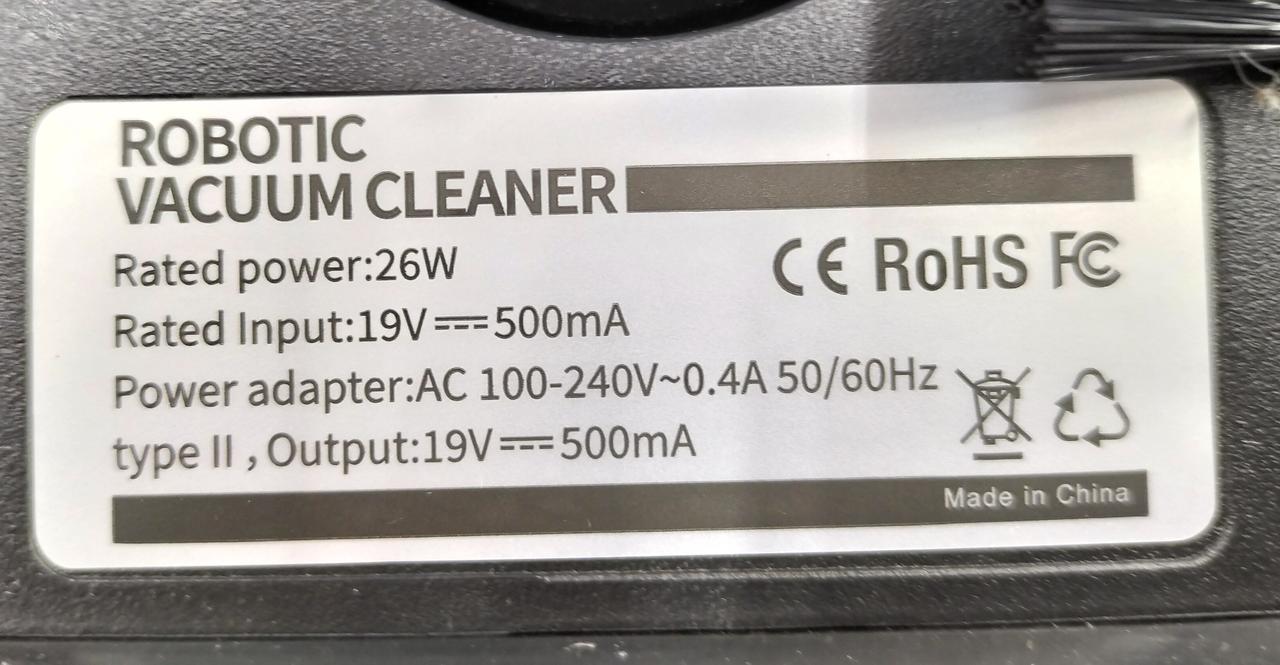 ROBOTIC
VACUUM CLEANER
Rated power:26W
CE RoHS FC
Rated Input:19V⎓500mA
Power adapter:AC 100-240V~0.4A 50/60Hz
type II , Output:19V⎓500mA
Made in China